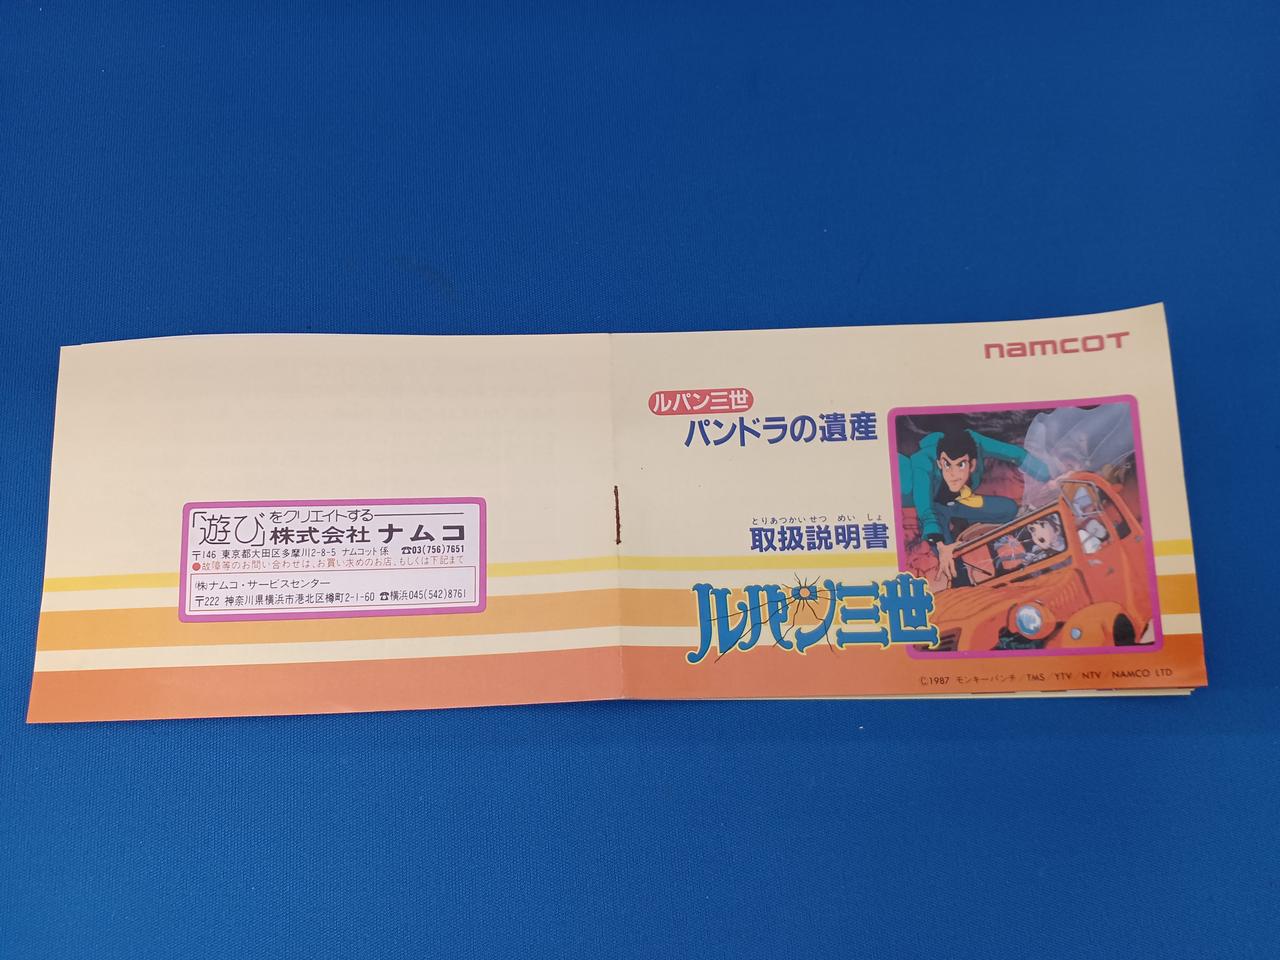 「遊び」をクリエイトする
株式会社 ナムコ
〒146 東京都大田区多摩川2-8-5 ナムコット係 ☎03(756)7651
●故障等のお問い合わせは、お買い求めのお店、もしくは下記まで
㈱ナムコ・サービスセンター
〒222 神奈川県横浜市港北区樽町2-1-60 ☎横浜045(542)8761
namcot
ルパン三世
パンドラの遺産
とりあつかいせつめいしょ
取扱説明書
ルパン三世
©1987 モンキーパンチ/TMS/YTV/NTV/NAMCO LTD